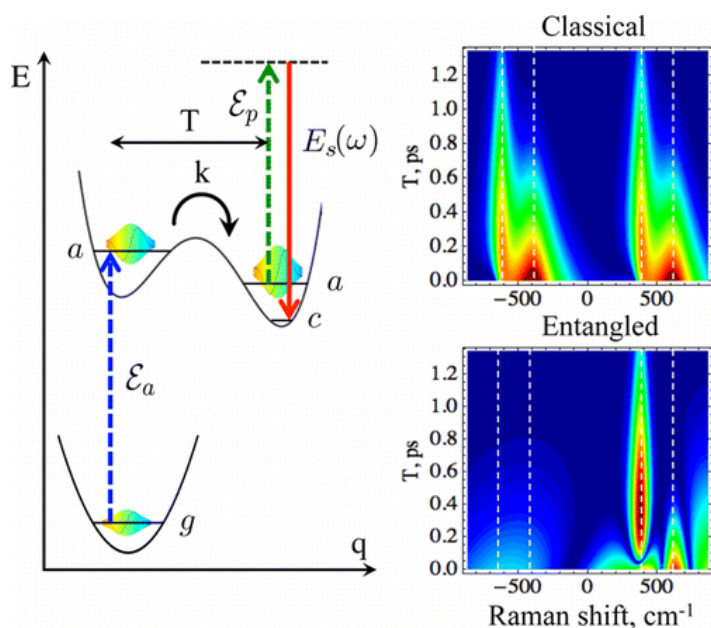 E
T
ℰₚ
Eₛ(ω)
k
a
a
c
ℰₐ
g
q
Classical
T, ps
1.2
1.0
0.8
0.6
0.4
0.2
0.0
−500 0 500
Entangled
T, ps
1.2
1.0
0.8
0.6
0.4
0.2
0.0
−500 0 500
Raman shift, cm⁻¹